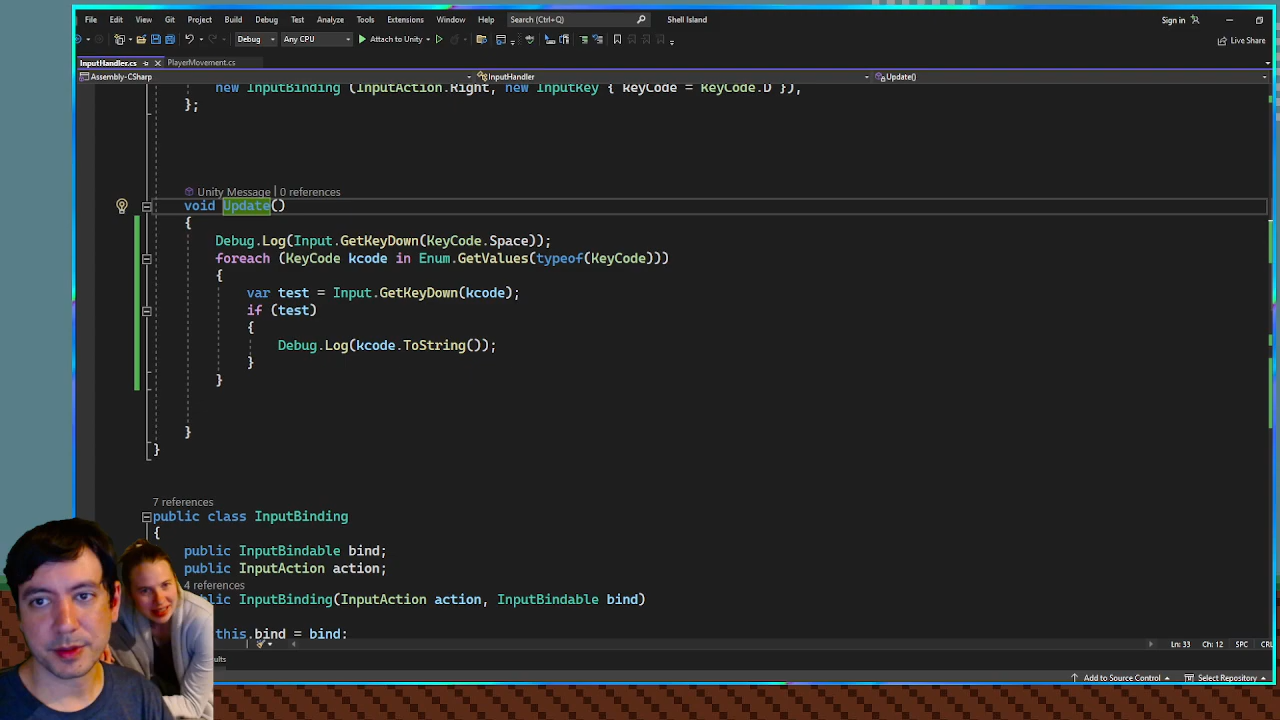 File Edit View Git Project Build Debug Test Analyze Tools Extensions Window Help Search (Ctrl+Q) Shell Island Sign in
Debug Any CPU Attach to Unity Live Share
InputHandler.cs PlayerMovement.cs
Assembly-CSharp InputHandler Update()
new InputBinding (InputAction.Right, new InputKey { keyCode = KeyCode.D }),
};
Unity Message | 0 references
void Update()
{
Debug.Log(Input.GetKeyDown(KeyCode.Space));
foreach (KeyCode kcode in Enum.GetValues(typeof(KeyCode)))
{
var test = Input.GetKeyDown(kcode);
if (test)
{
Debug.Log(kcode.ToString());
}
}
}
}
7 references
public class InputBinding
{
public InputBindable bind;
public InputAction action;
4 references
public InputBinding(InputAction action, InputBindable bind)
this.bind = bind;
Ln: 33 Ch: 12 SPC
Add to Source Control Select Repository